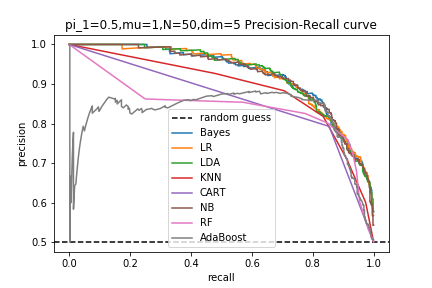 pi_1=0.5,mu=1,N=50,dim=5 Precision-Recall curve
1.0
0.9
0.8
0.7
0.6
0.5
precision
random guess
Bayes
LR
LDA
KNN
CART
NB
RF
AdaBoost
0.0 0.2 0.4 0.6 0.8 1.0
recall